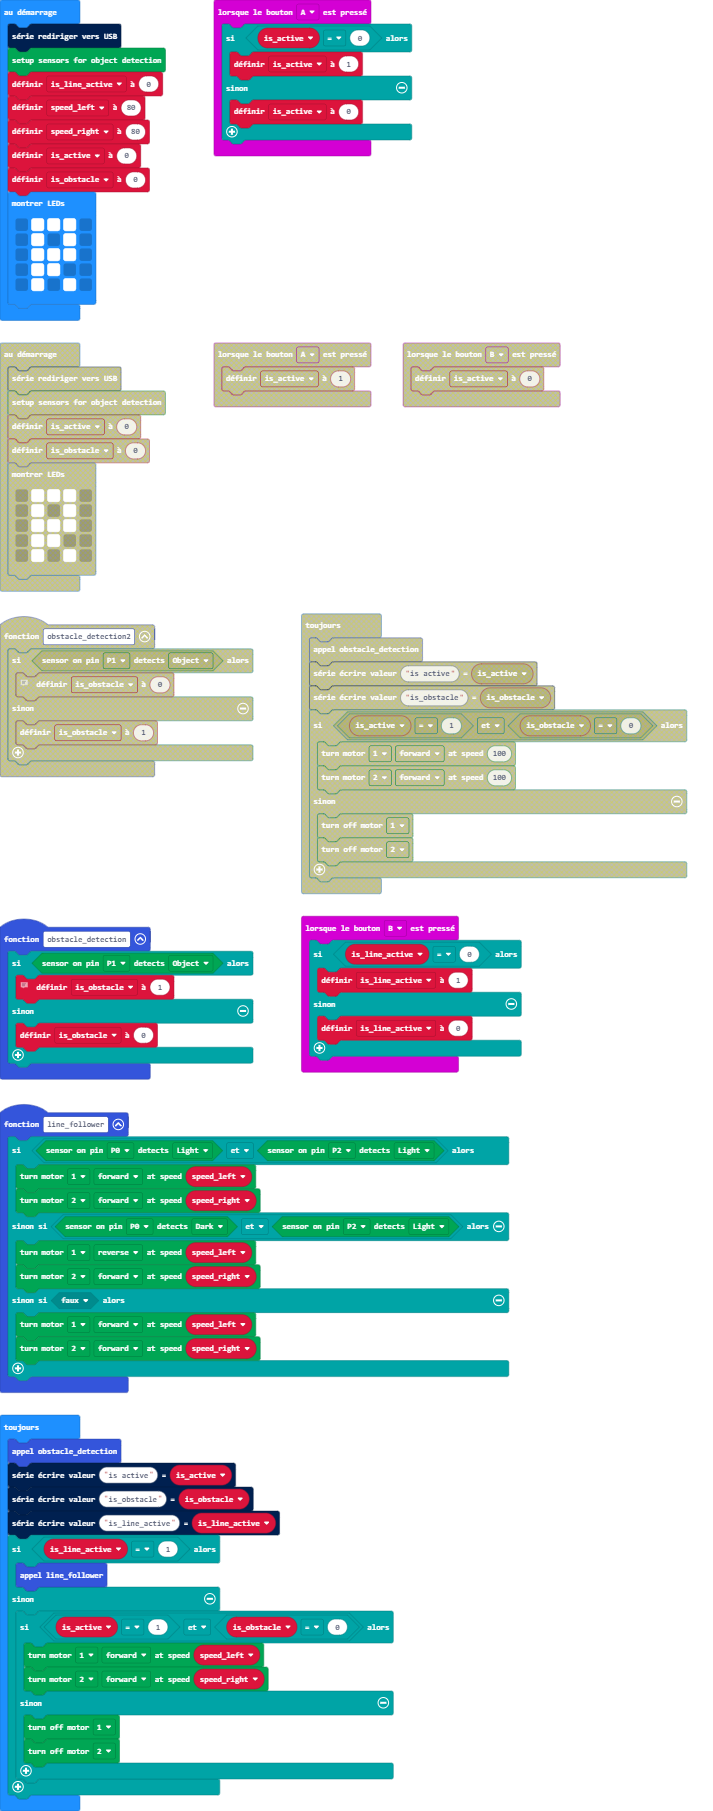 au démarrage
série rediriger vers USB
setup sensors for object detection
définir is_line_active à 0
définir speed_left à 80
définir speed_right à 80
définir is_active à 0
définir is_obstacle à 0
montrer LEDs
lorsque le bouton A est pressé
si is_active = 0 alors
définir is_active à 1
sinon
définir is_active à 0
au démarrage
série rediriger vers USB
setup sensors for object detection
définir is_active à 0
définir is_obstacle à 0
montrer LEDs
lorsque le bouton A est pressé
définir is_active à 1
lorsque le bouton B est pressé
définir is_active à 0
fonction obstacle_detection2
si sensor on pin P1 detects Object alors
définir is_obstacle à 0
sinon
définir is_obstacle à 1
toujours
appel obstacle_detection
série écrire valeur "is active" = is_active
série écrire valeur "is_obstacle" = is_obstacle
si is_active = 1 et is_obstacle = 0 alors
turn motor 1 forward at speed 100
turn motor 2 forward at speed 100
sinon
turn off motor 1
turn off motor 2
fonction obstacle_detection
si sensor on pin P1 detects Object alors
définir is_obstacle à 1
sinon
définir is_obstacle à 0
lorsque le bouton B est pressé
si is_line_active = 0 alors
définir is_line_active à 1
sinon
définir is_line_active à 0
fonction line_follower
si sensor on pin P0 detects Light et sensor on pin P2 detects Light alors
turn motor 1 forward at speed speed_left
turn motor 2 forward at speed speed_right
sinon si sensor on pin P0 detects Dark et sensor on pin P2 detects Light alors
turn motor 1 reverse at speed speed_left
turn motor 2 forward at speed speed_right
sinon si faux alors
turn motor 1 forward at speed speed_left
turn motor 2 forward at speed speed_right
toujours
appel obstacle_detection
série écrire valeur "is active" = is_active
série écrire valeur "is_obstacle" = is_obstacle
série écrire valeur "is_line_active" = is_line_active
si is_line_active = 1 alors
appel line_follower
sinon
si is_active = 1 et is_obstacle = 0 alors
turn motor 1 forward at speed speed_left
turn motor 2 forward at speed speed_right
sinon
turn off motor 1
turn off motor 2